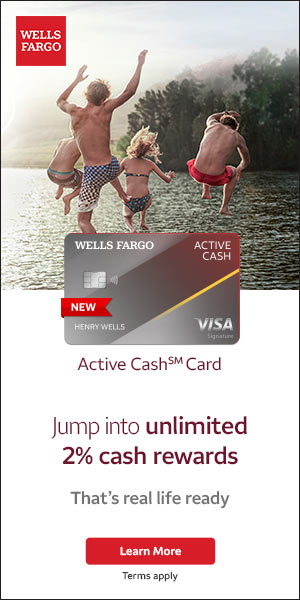 WELLS
FARGO
WELLS FARGO
ACTIVE
CASH
NEW
HENRY WELLS
VISA
Signature
Active Cash℠ Card
Jump into unlimited
2% cash rewards
That's real life ready
Learn More
Terms apply